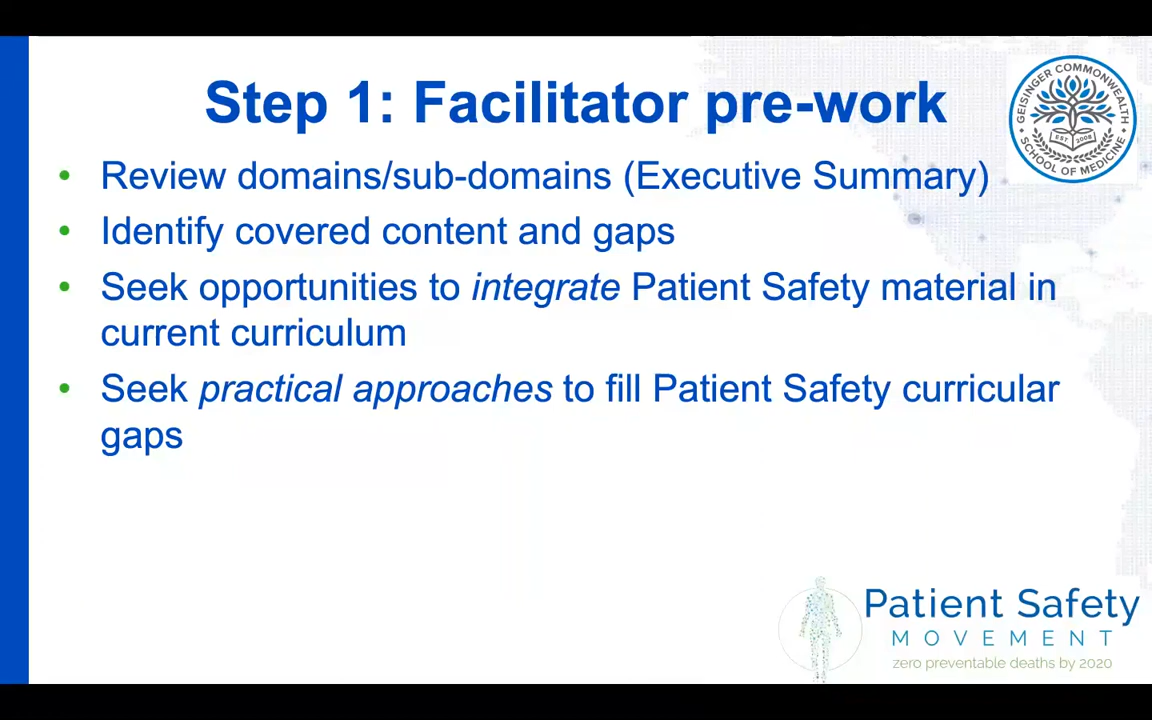 Step 1: Facilitator pre-work
GEISINGER COMMONWEALTH
SCHOOL OF MEDICINE
EST. 2008
• Review domains/sub-domains (Executive Summary)
• Identify covered content and gaps
• Seek opportunities to integrate Patient Safety material in
current curriculum
• Seek practical approaches to fill Patient Safety curricular
gaps
Patient Safety
MOVEMENT
zero preventable deaths by 2020